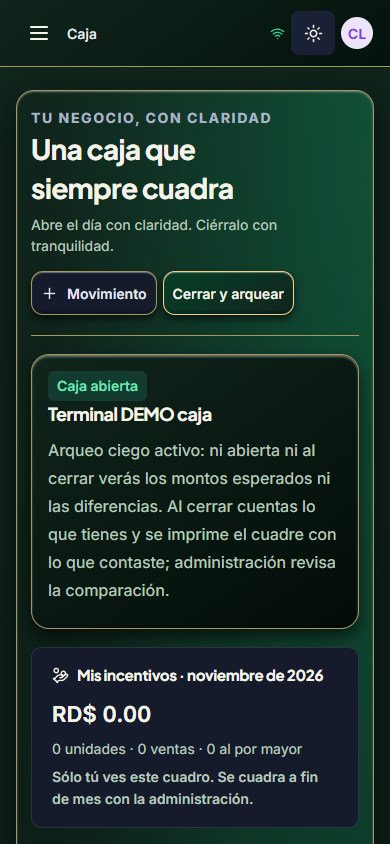 Caja
CL
TU NEGOCIO, CON CLARIDAD
Una caja que
siempre cuadra
Abre el día con claridad. Ciérralo con
tranquilidad.
+ Movimiento
Cerrar y arquear
Caja abierta
Terminal DEMO caja
Arqueo ciego activo: ni abierta ni al
cerrar verás los montos esperados ni
las diferencias. Al cerrar cuentas lo
que tienes y se imprime el cuadre con
lo que contaste; administración revisa
la comparación.
Mis incentivos · noviembre de 2026
RD$ 0.00
0 unidades · 0 ventas · 0 al por mayor
Sólo tú ves este cuadro. Se cuadra a fin
de mes con la administración.